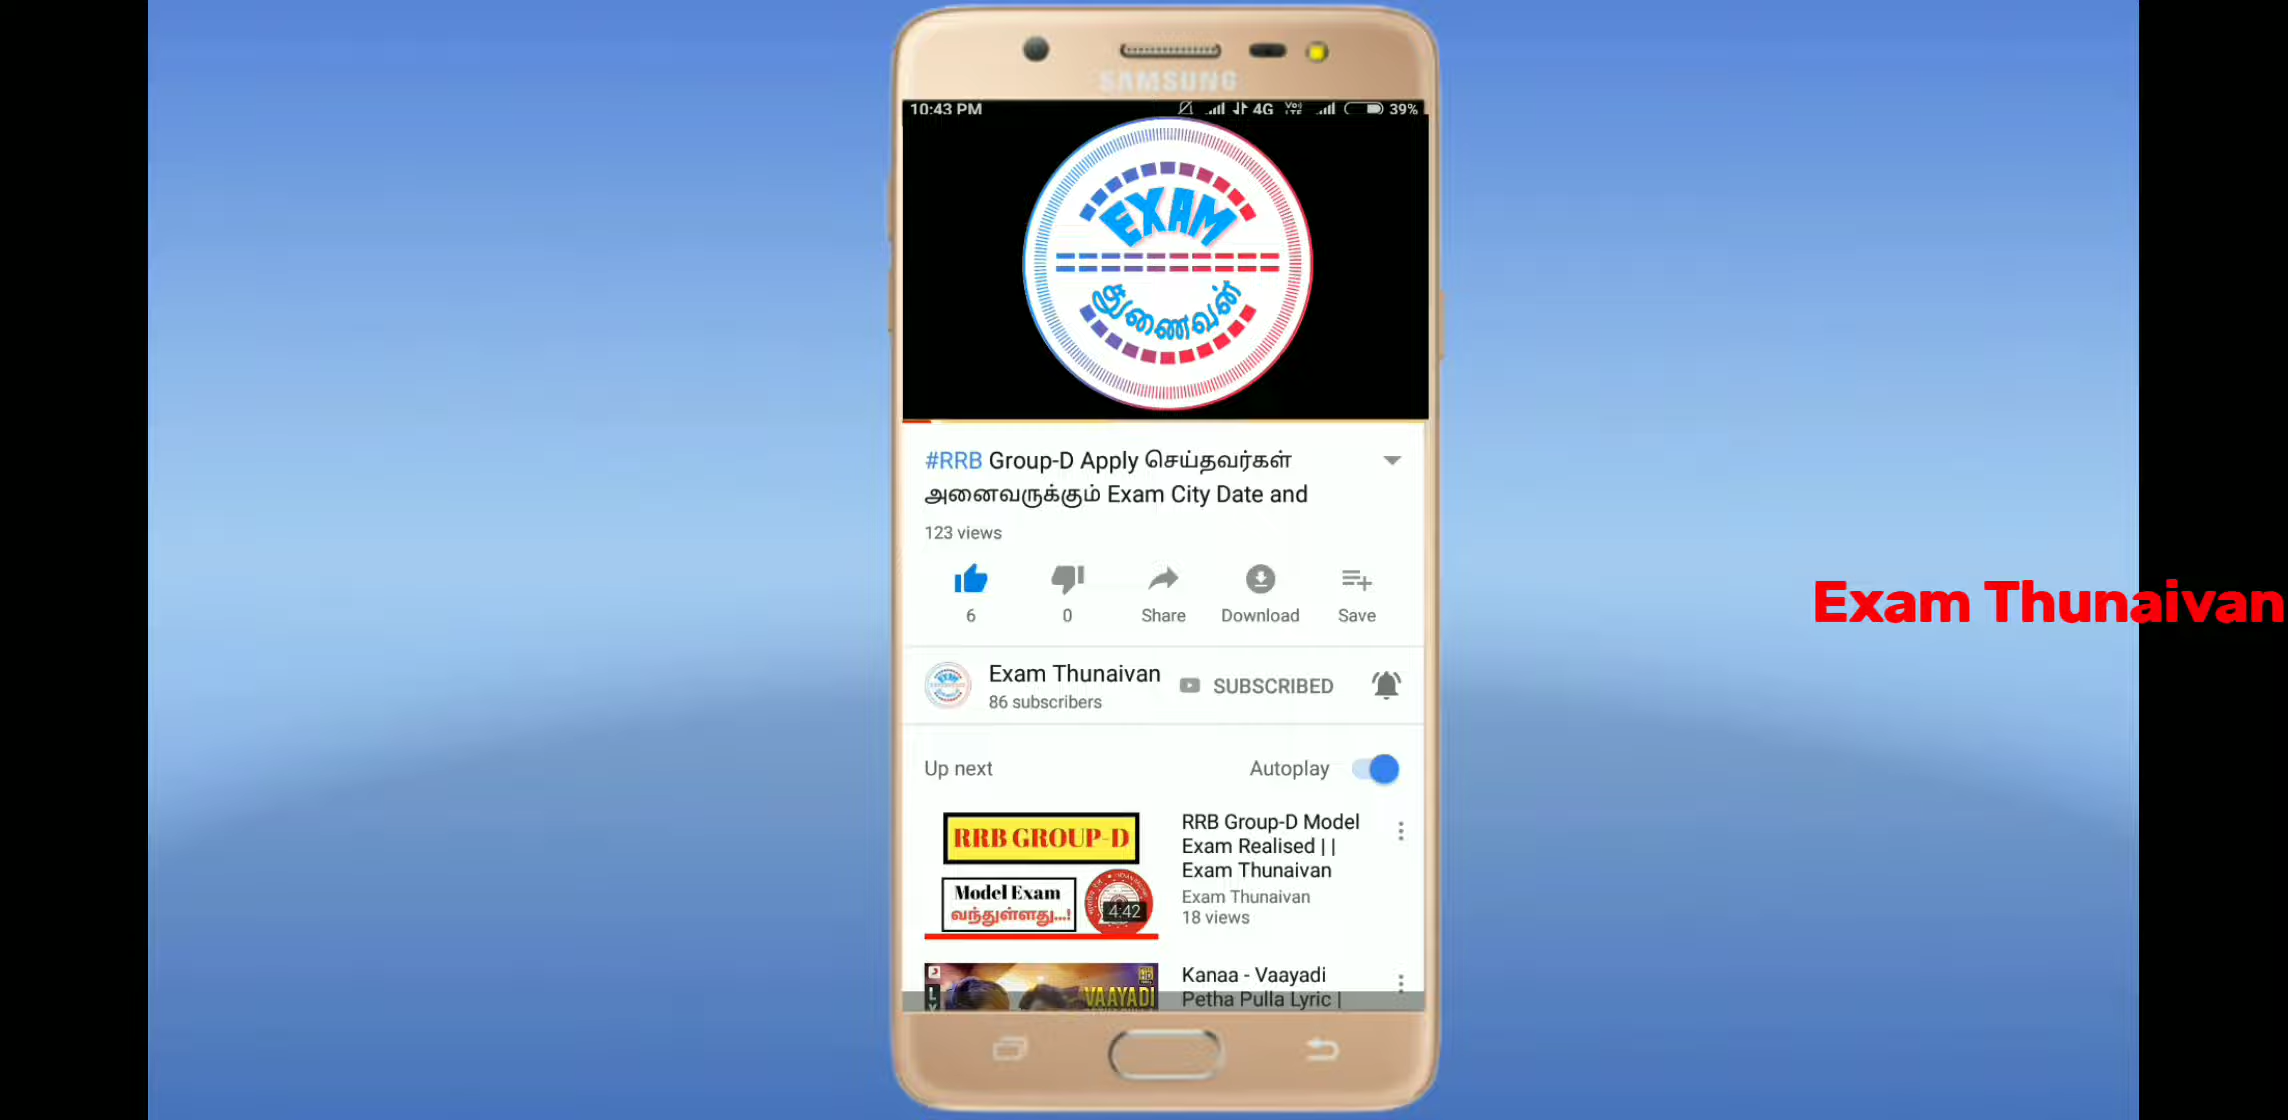 SAMSUNG
10:43 PM
4G
39%
EXAM
துணைவன்
#RRB Group-D Apply செய்தவர்கள்
அனைவருக்கும் Exam City Date and
123 views
6
0
Share
Download
Save
Exam Thunaivan
86 subscribers
SUBSCRIBED
Exam Thunaivan
Up next
Autoplay
RRB GROUP-D
Model Exam
வந்துள்ளது...!
4:42
RRB Group-D Model
Exam Realised ||
Exam Thunaivan
Exam Thunaivan
18 views
VAAYADI
Kanaa - Vaayadi
Petha Pulla Lyric |